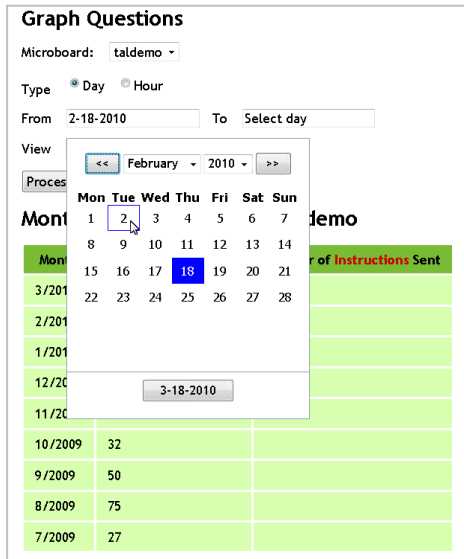 Graph Questions
Microboard: taldemo
Type Day Hour
From 2-18-2010 To Select day
View
<< February 2010 >>
Proces
Mon Tue Wed Thu Fri Sat Sun
1 2 3 4 5 6 7
Mont demo
8 9 10 11 12 13 14
Mont r of Instructions Sent
15 16 17 18 19 20 21
3/201
22 23 24 25 26 27 28
2/201
1/201
12/20
3-18-2010
11/20
10/2009 32
9/2009 50
8/2009 75
7/2009 27